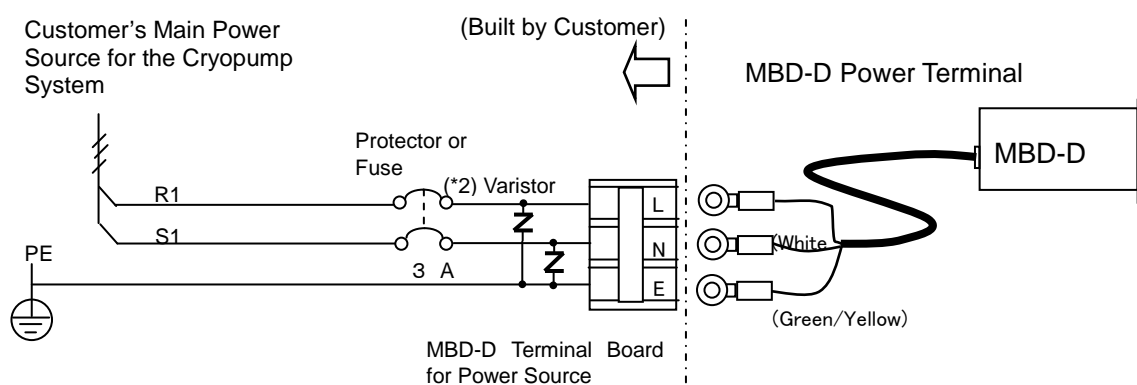 Customer's Main Power
Source for the Cryopump
System
(Built by Customer)
MBD-D Power Terminal
MBD-D
Protector or
Fuse
(*2) Varistor
R1
S1
PE
3 A
L
N
E
(White
(Green/Yellow)
MBD-D Terminal Board
for Power Source